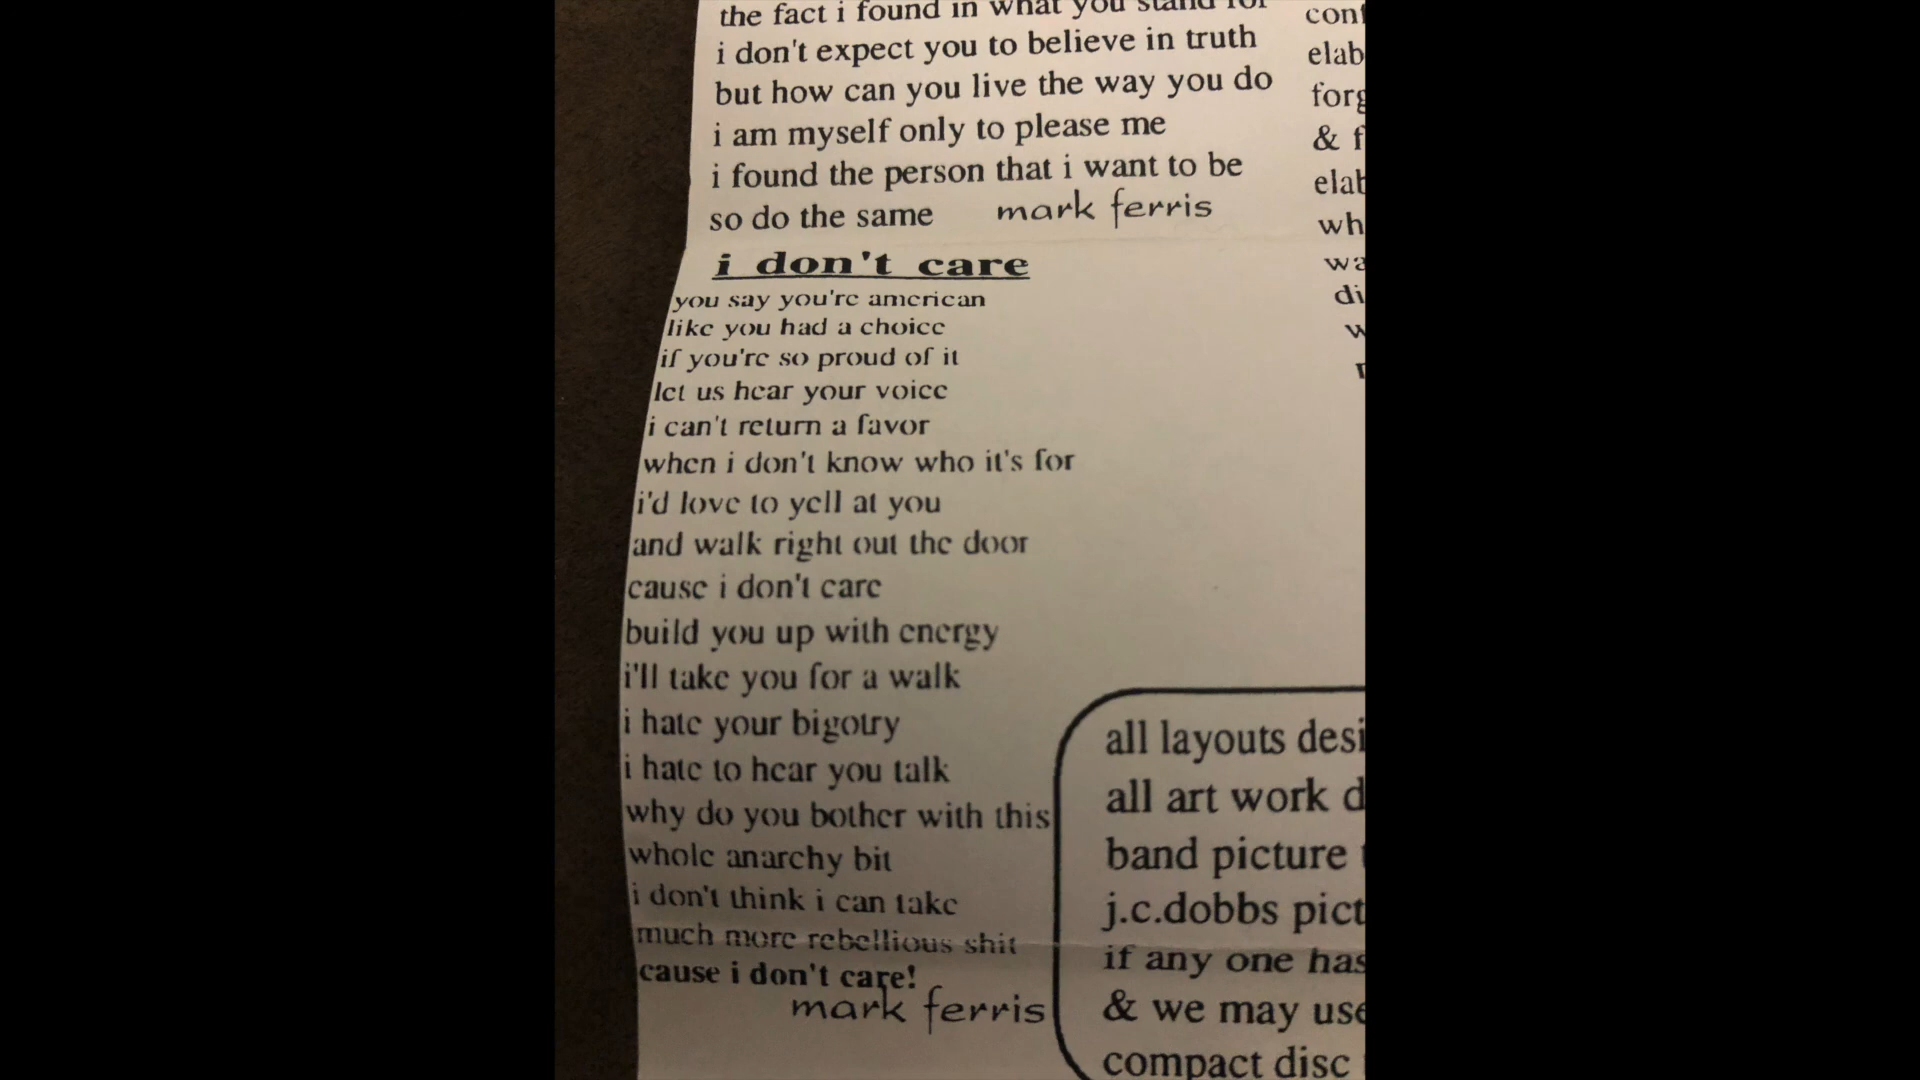 the fact i found in what you stand for
i don't expect you to believe in truth
but how can you live the way you do
i am myself only to please me
i found the person that i want to be
so do the same mark ferris
i don't care
you say you're american
like you had a choice
if you're so proud of it
let us hear your voice
i can't return a favor
when i don't know who it's for
i'd love to yell at you
and walk right out the door
cause i don't care
build you up with energy
i'll take you for a walk
i hate your bigotry
i hate to hear you talk
why do you bother with this
whole anarchy bit
i don't think i can take
much more rebellious shit
cause i don't care!
mark ferris
&
all layouts
all art work
band picture
j.c.dobbs
if any one has
& we may use
compact disc